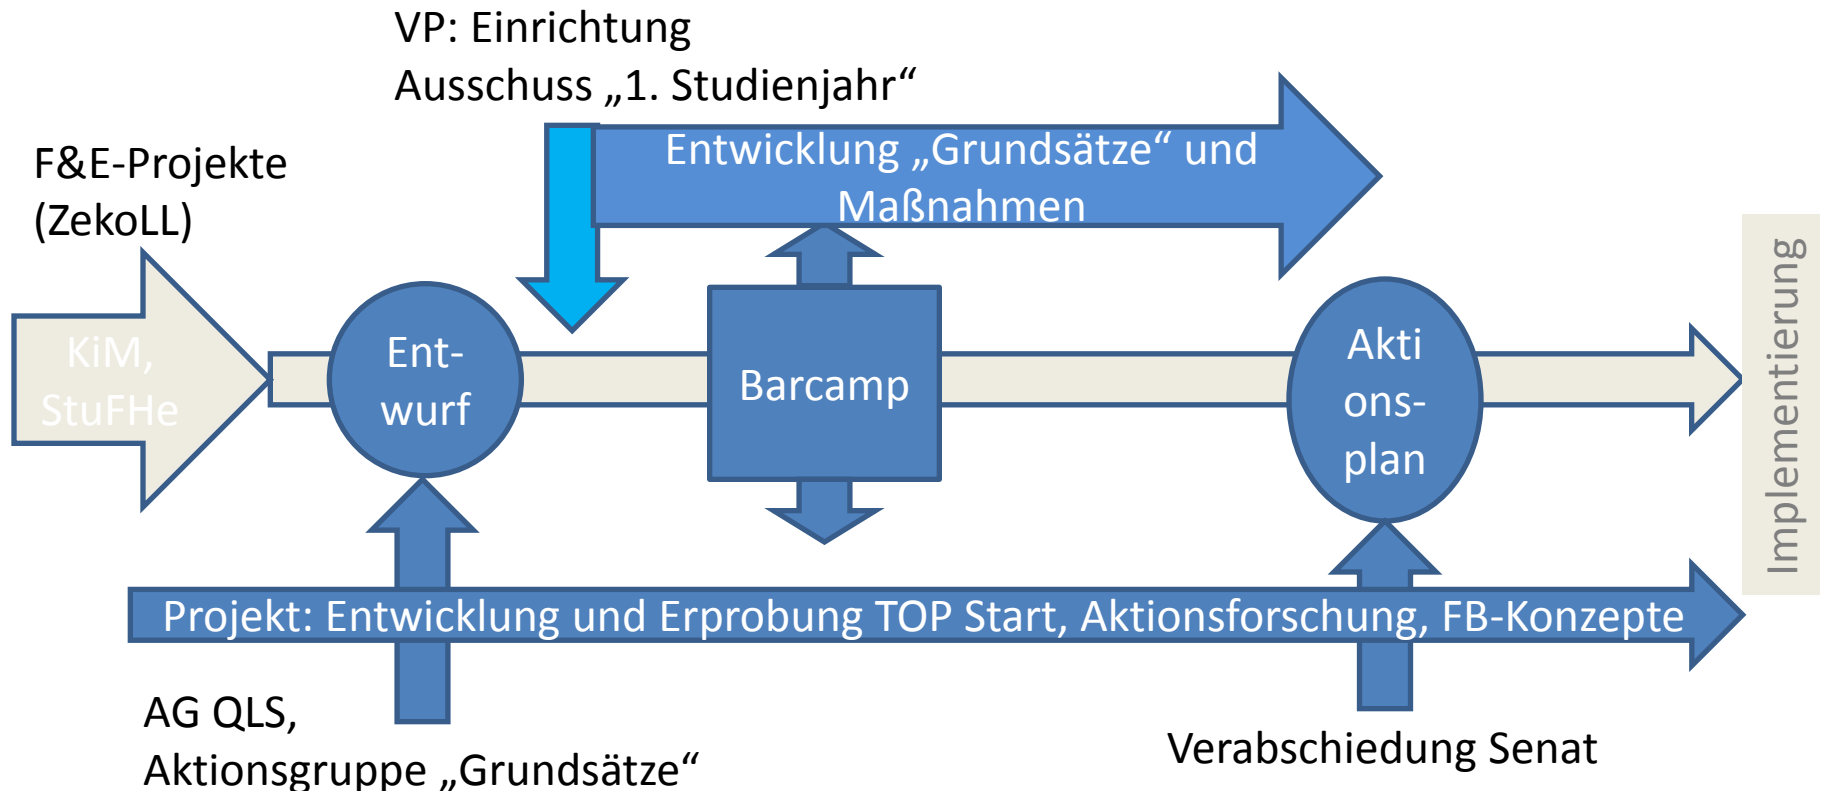 VP: Einrichtung
Ausschuss „1. Studienjahr“
Entwicklung „Grundsätze“ und
Maßnahmen
F&E-Projekte
(ZekoLL)
KiM,
StuFHe
Ent-
wurf
Barcamp
Akti
ons-
plan
Implementierung
Projekt: Entwicklung und Erprobung TOP Start, Aktionsforschung, FB-Konzepte
AG QLS,
Aktionsgruppe „Grundsätze“
Verabschiedung Senat